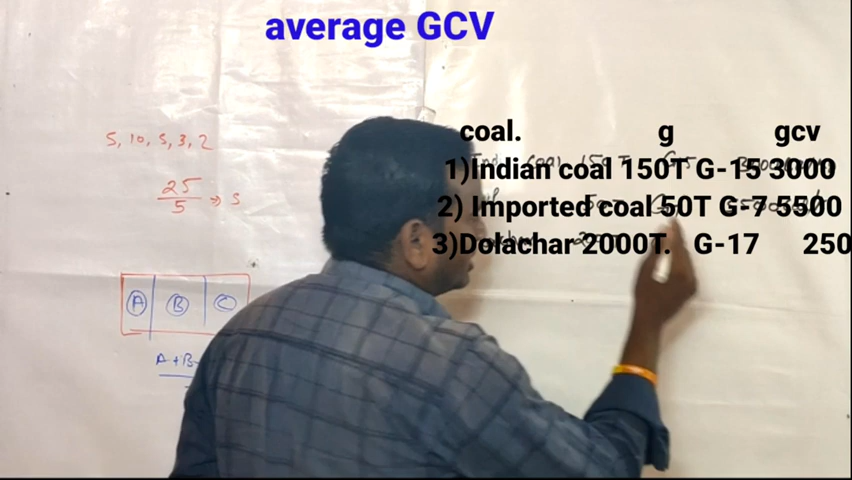 average GCV
5, 10, 5, 3, 2
25
5 ⇒ 5
A B C
A+B
coal. g gcv
1)Indian coal 150T G-15 3000
2) Imported coal 50T G-7 5500
3)Dolachar 2000T. G-17 250